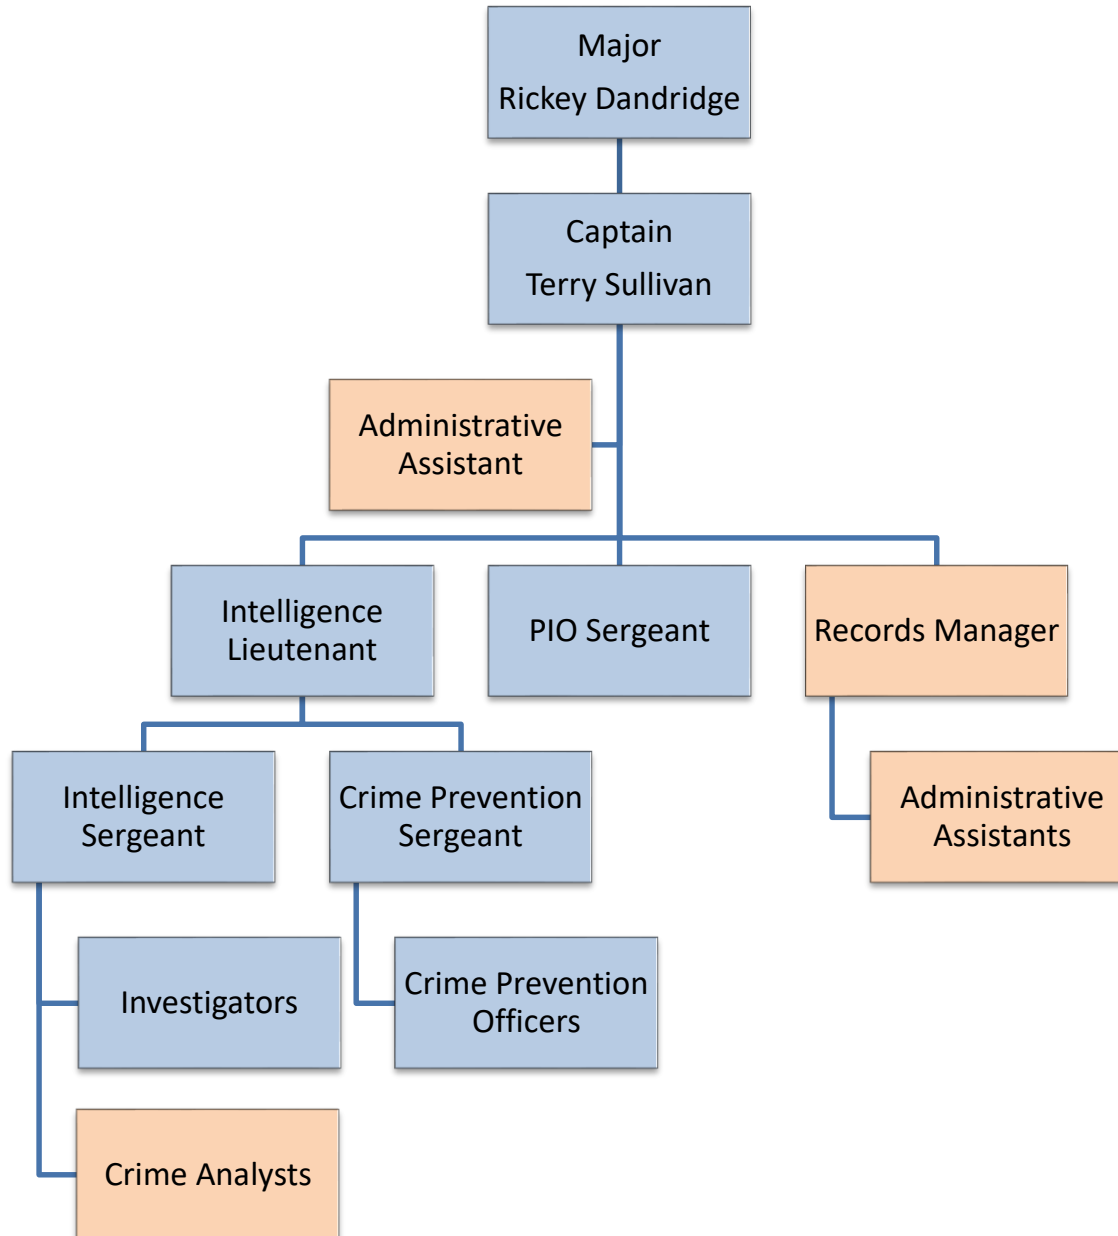 Major
Rickey Dandridge
Captain
Terry Sullivan
Administrative
Assistant
Intelligence
Lieutenant
PIO Sergeant
Records Manager
Intelligence
Sergeant
Crime Prevention
Sergeant
Administrative
Assistants
Investigators
Crime Prevention
Officers
Crime Analysts